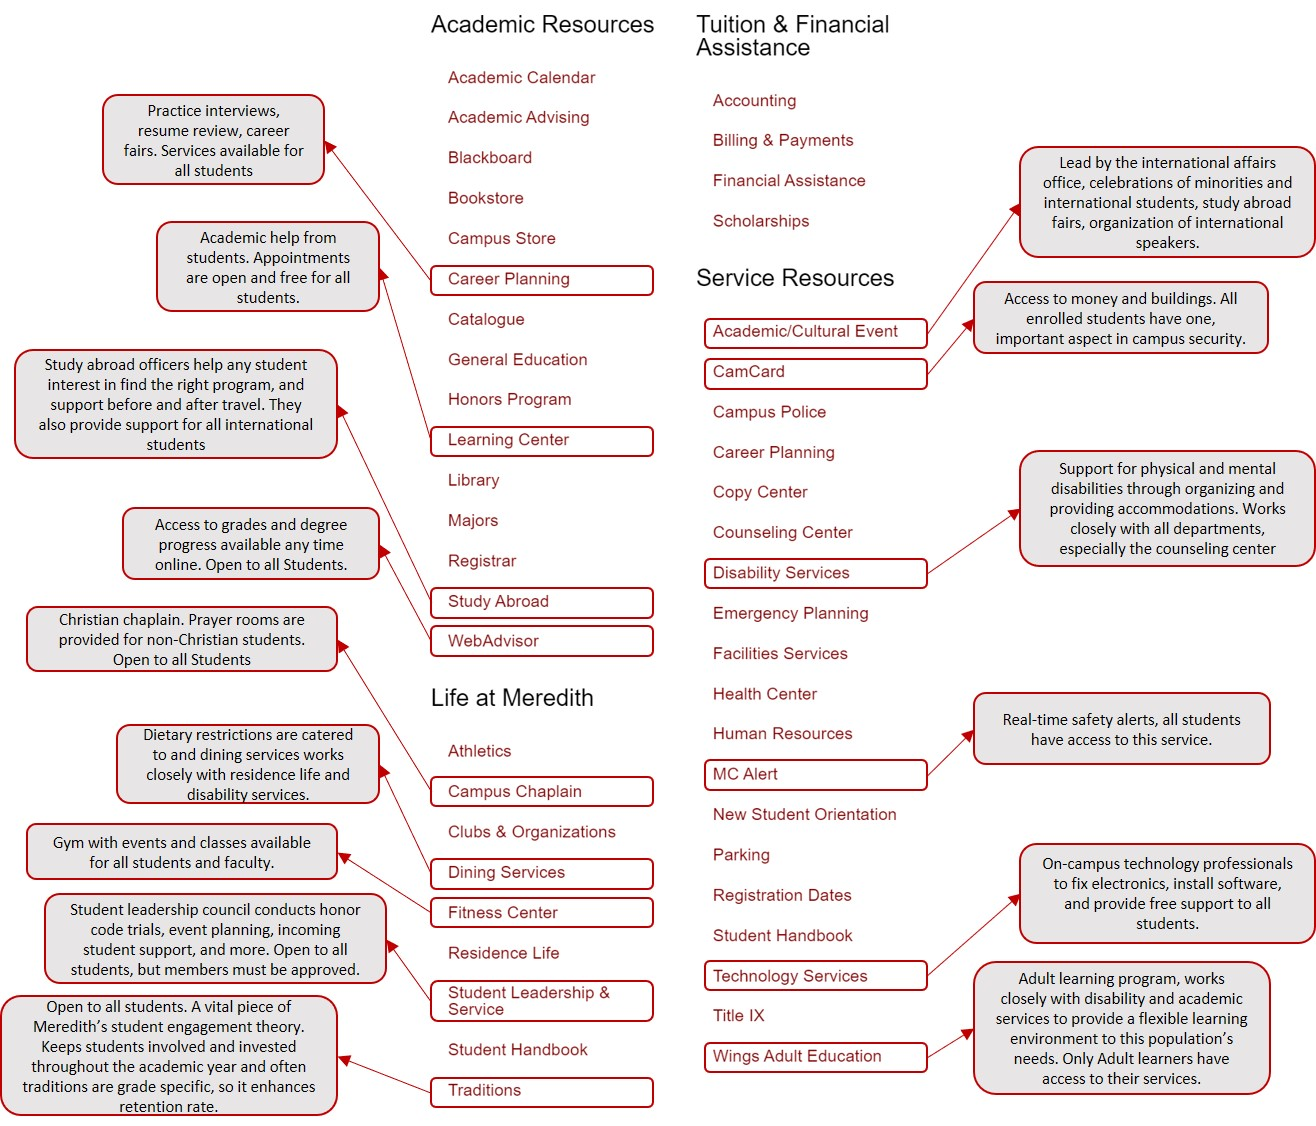 Academic Resources
Academic Calendar
Academic Advising
Blackboard
Bookstore
Campus Store
Career Planning
Catalogue
General Education
Honors Program
Learning Center
Library
Majors
Registrar
Study Abroad
WebAdvisor
Life at Meredith
Athletics
Campus Chaplain
Clubs & Organizations
Dining Services
Fitness Center
Residence Life
Student Leadership &
Service
Student Handbook
Traditions
Tuition & Financial
Assistance
Accounting
Billing & Payments
Financial Assistance
Scholarships
Service Resources
Academic/Cultural Event
CamCard
Campus Police
Career Planning
Copy Center
Counseling Center
Disability Services
Emergency Planning
Facilities Services
Health Center
Human Resources
MC Alert
New Student Orientation
Parking
Registration Dates
Student Handbook
Technology Services
Title IX
Wings Adult Education
Practice interviews,
resume review, career
fairs. Services available for
all students
Academic help from
students. Appointments
are open and free for all
students.
Study abroad officers help any student
interest in find the right program, and
support before and after travel. They
also provide support for all international
students
Access to grades and degree
progress available any time
online. Open to all Students.
Christian chaplain. Prayer rooms are
provided for non-Christian students.
Open to all Students
Dietary restrictions are catered
to and dining services works
closely with residence life and
disability services.
Gym with events and classes available
for all students and faculty.
Student leadership council conducts honor
code trials, event planning, incoming
student support, and more. Open to all
students, but members must be approved.
Open to all students. A vital piece of
Meredith’s student engagement theory.
Keeps students involved and invested
throughout the academic year and often
traditions are grade specific, so it enhances
retention rate.
Lead by the international affairs
office, celebrations of minorities and
international students, study abroad
fairs, organization of international
speakers.
Access to money and buildings. All
enrolled students have one,
important aspect in campus security.
Support for physical and mental
disabilities through organizing and
providing accommodations. Works
closely with all departments,
especially the counseling center
Real-time safety alerts, all students
have access to this service.
On-campus technology professionals
to fix electronics, install software,
and provide free support to all
students.
Adult learning program, works
closely with disability and academic
services to provide a flexible learning
environment to this population’s
needs. Only Adult learners have
access to their services.